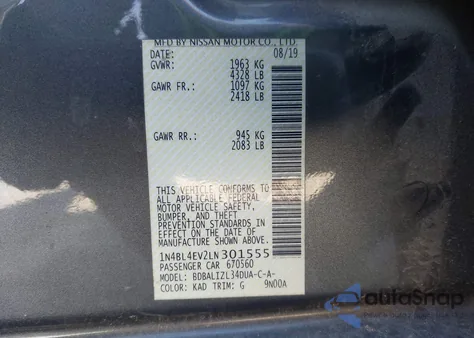 MFD BY NISSAN MOTOR CO., LTD.
DATE: 08/19
GVWR: 1963 KG
4328 LB
GAWR FR.: 1097 KG
2418 LB
GAWR RR.: 945 KG
2083 LB
THIS VEHICLE CONFORMS TO
ALL APPLICABLE FEDERAL
MOTOR VEHICLE SAFETY,
BUMPER, AND THEFT
PREVENTION STANDARDS
IN EFFECT ON THE DATE OF
MANUFACTURE SHOWN ABOVE.
1N4BL4EV2LN301555
PASSENGER CAR 670560
MODEL: BDBALIZL34DUA-C-A-
COLOR: KAD TRIM: G 9N00A
autoSnap